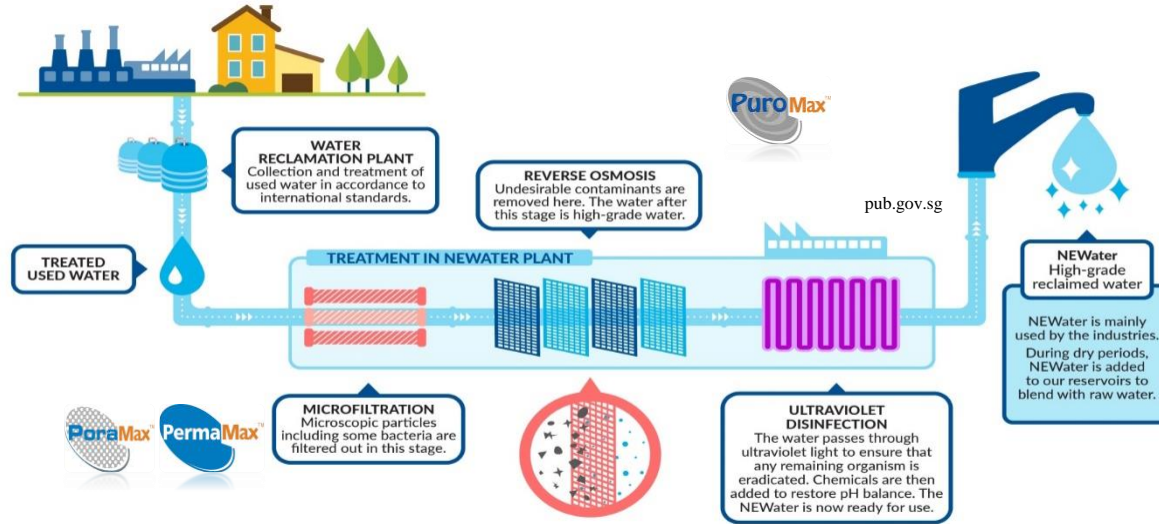 PuroMax™
WATER
RECLAMATION PLANT
Collection and treatment of
used water in accordance to
international standards.
REVERSE OSMOSIS
Undesirable contaminants are
removed here. The water after
this stage is high-grade water.
pub.gov.sg
TREATED
USED WATER
TREATMENT IN NEWATER PLANT
NEWater
High-grade
reclaimed water
NEWater is mainly
used by the industries.
During dry periods,
NEWater is added
to our reservoirs to
blend with raw water.
PoraMax™
PermaMax™
MICROFILTRATION
Microscopic particles
including some bacteria are
filtered out in this stage.
ULTRAVIOLET
DISINFECTION
The water passes through
ultraviolet light to ensure that
any remaining organism is
eradicated. Chemicals are then
added to restore pH balance. The
NEWater is now ready for use.